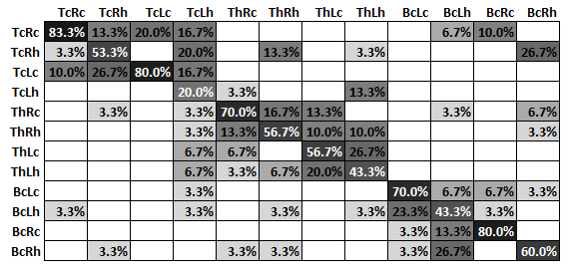 TcRc TcRh TcLc TcLh ThRc ThRh ThLc ThLh BcLc BcLh BcRc BcRh
TcRc 83.3% 13.3% 20.0% 16.7% 6.7% 10.0%
TcRh 3.3% 53.3% 20.0% 13.3% 3.3% 26.7%
TcLc 10.0% 26.7% 80.0% 16.7%
TcLh 20.0% 3.3% 13.3%
ThRc 3.3% 3.3% 70.0% 16.7% 13.3% 3.3% 6.7%
ThRh 3.3% 13.3% 56.7% 10.0% 10.0% 3.3%
ThLc 6.7% 6.7% 56.7% 26.7%
ThLh 6.7% 3.3% 6.7% 20.0% 43.3%
BcLc 3.3% 70.0% 6.7% 6.7% 3.3%
BcLh 3.3% 3.3% 3.3% 3.3% 23.3% 43.3% 3.3%
BcRc 3.3% 13.3% 80.0%
BcRh 3.3% 3.3% 3.3% 3.3% 26.7% 60.0%